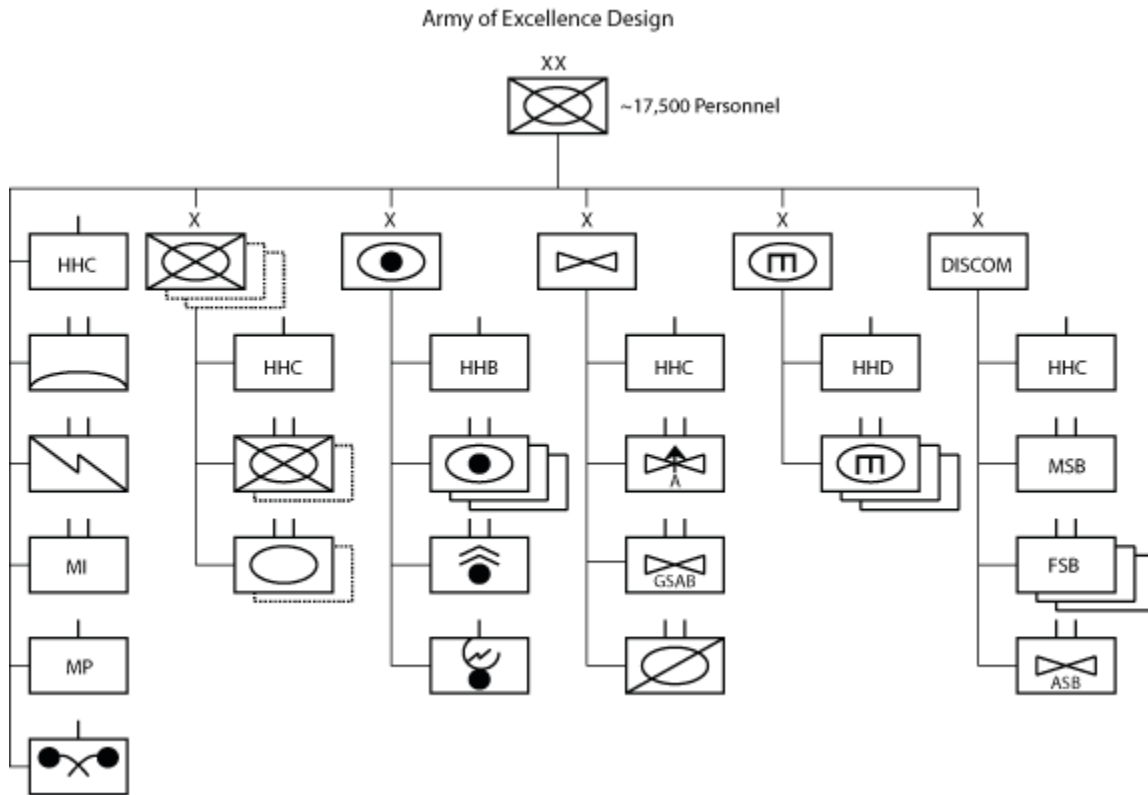 Army of Excellence Design
XX
~17,500 Personnel
X X X X X
HHC DISCOM
HHC HHB HHC HHD HHC
A MSB
MI GSAB FSB
MP ASB